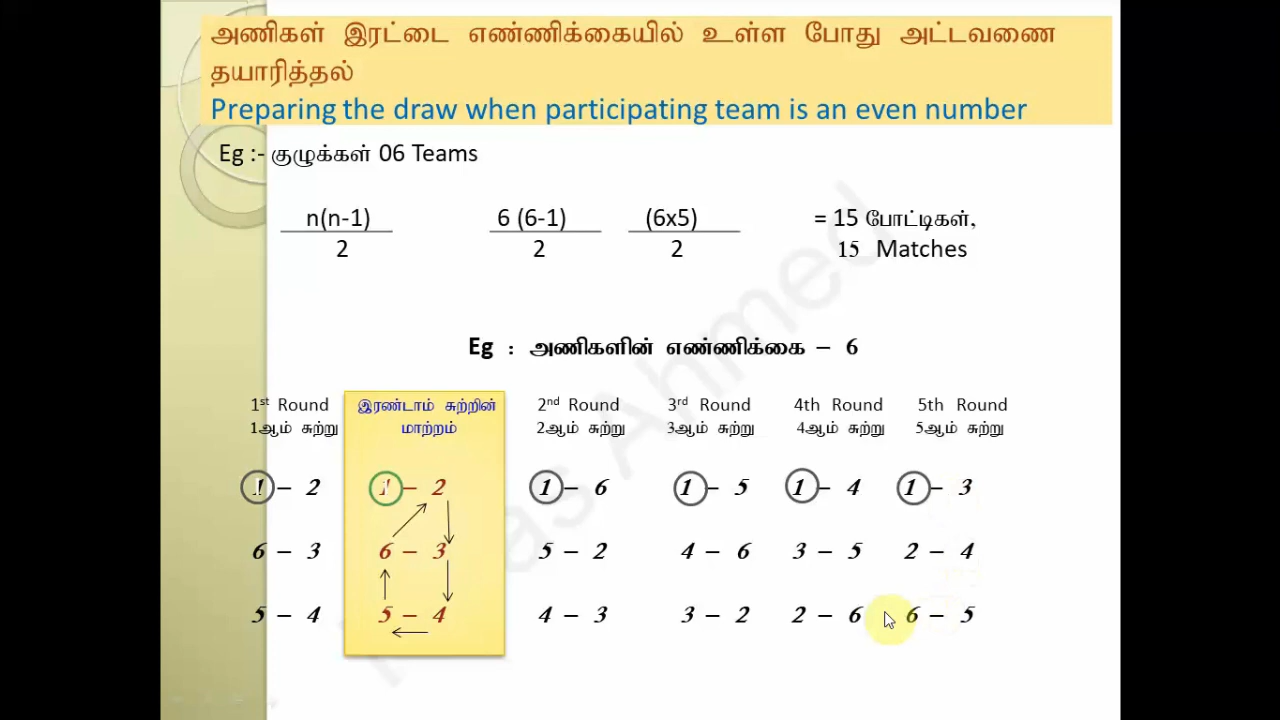 அணிகள் இரட்டை எண்ணிக்கையில் உள்ள போது அட்டவணை
தயாரித்தல்
Preparing the draw when participating team is an even number
Eg :- குழுக்கள் 06 Teams
n(n-1) 6 (6-1) (6x5) = 15 போட்டிகள்,
2 2 2 15 Matches
Eg : அணிகளின் எண்ணிக்கை – 6
1st Round இரண்டாம் சுற்றின் 2nd Round 3rd Round 4th Round 5th Round
1ஆம் சுற்று மாற்றம் 2ஆம் சுற்று 3ஆம் சுற்று 4ஆம் சுற்று 5ஆம் சுற்று
1 – 2 1 – 2 1 – 6 1 – 5 1 – 4 1 – 3
6 – 3 6 – 3 5 – 2 4 – 6 3 – 5 2 – 4
5 – 4 5 – 4 4 – 3 3 – 2 2 – 6 6 – 5